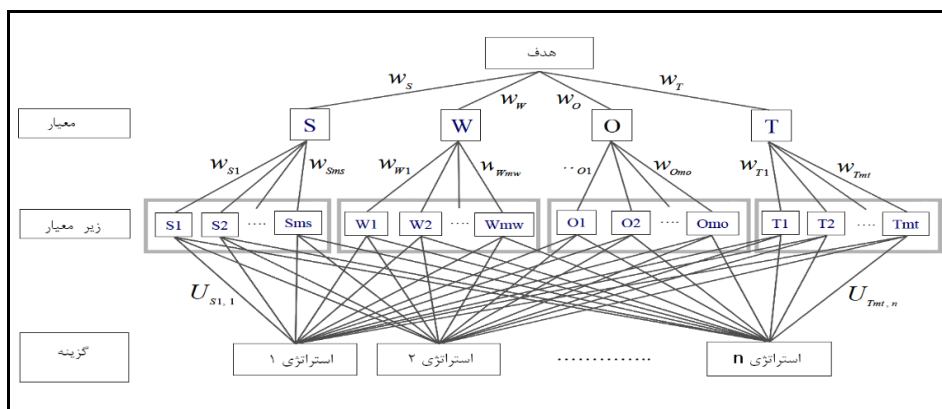 هدف
w_S w_W w_O w_T
معیار S W O T
w_S1 w_Sms w_W1 w_Wmw ..O1 w_Omo w_T1 w_Tmt
زیر معیار S1 S2 .... Sms W1 W2 .... Wmw O1 O2 .... Omo T1 T2 .... Tmt
U_S1,1 U_Tmt,n
گزینه استراتژی ۱ استراتژی ۲ .............. استراتژی n